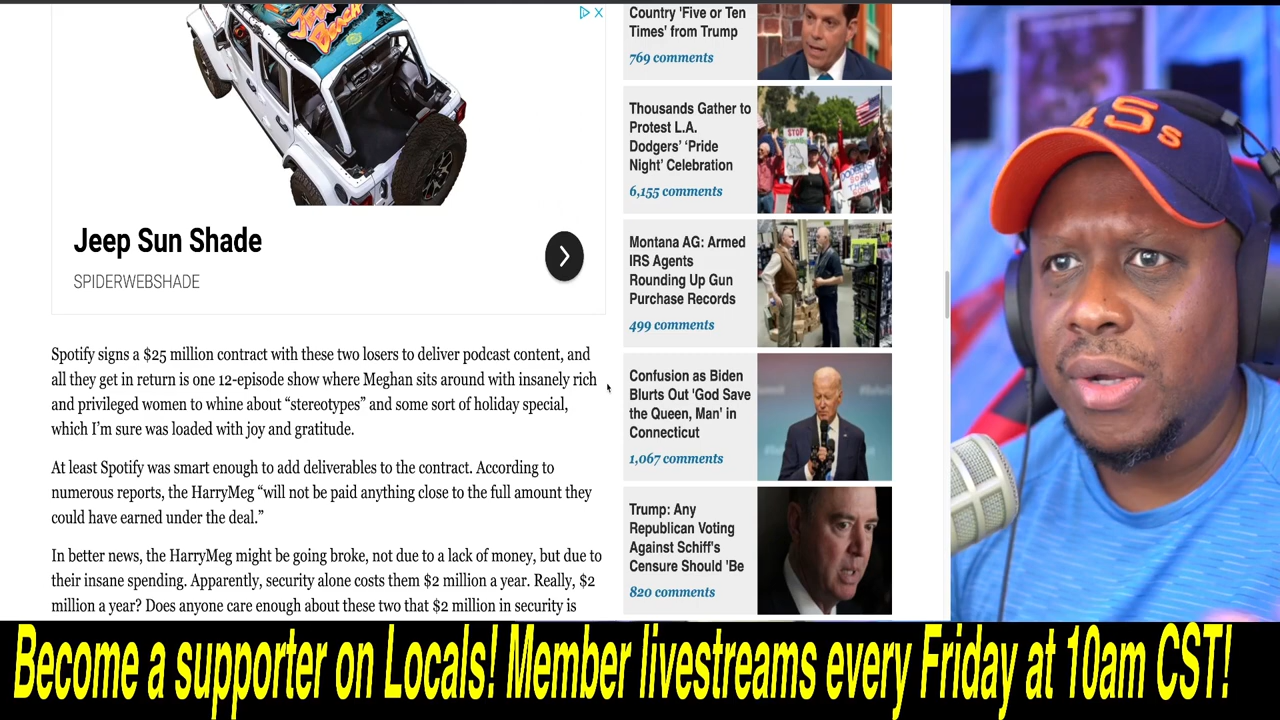 Jeep Beach
Jeep Sun Shade
SPIDERWEBSHADE
Spotify signs a $25 million contract with these two losers to deliver podcast content, and
all they get in return is one 12-episode show where Meghan sits around with insanely rich
and privileged women to whine about “stereotypes” and some sort of holiday special,
which I’m sure was loaded with joy and gratitude.
At least Spotify was smart enough to add deliverables to the contract. According to
numerous reports, the HarryMeg “will not be paid anything close to the full amount they
could have earned under the deal.”
In better news, the HarryMeg might be going broke, not due to a lack of money, but due to
their insane spending. Apparently, security alone costs them $2 million a year. Really, $2
million a year? Does anyone care enough about these two that $2 million in security is
Country 'Five or Ten
Times' from Trump
769 comments
Thousands Gather to
Protest L.A.
Dodgers’ ‘Pride
Night’ Celebration
6,155 comments
STOP
Montana AG: Armed
IRS Agents
Rounding Up Gun
Purchase Records
499 comments
Confusion as Biden
Blurts Out 'God Save
the Queen, Man' in
Connecticut
1,067 comments
Trump: Any
Republican Voting
Against Schiff's
Censure Should 'Be
820 comments
45s
Become a supporter on Locals! Member livestreams every Friday at 10am CST!